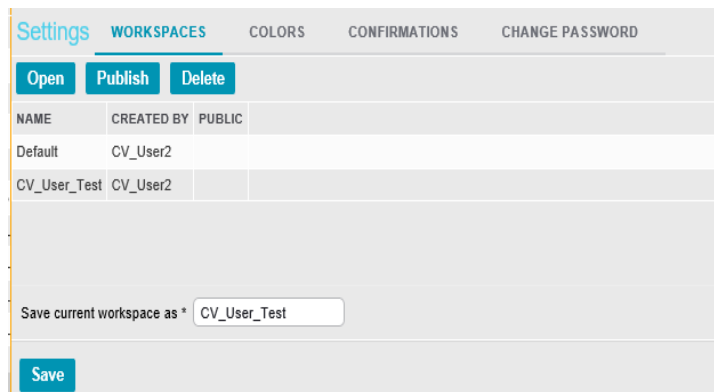 Settings WORKSPACES COLORS CONFIRMATIONS CHANGE PASSWORD
Open Publish Delete
NAME CREATED BY PUBLIC
Default CV_User2
CV_User_Test CV_User2
Save current workspace as * CV_User_Test
Save